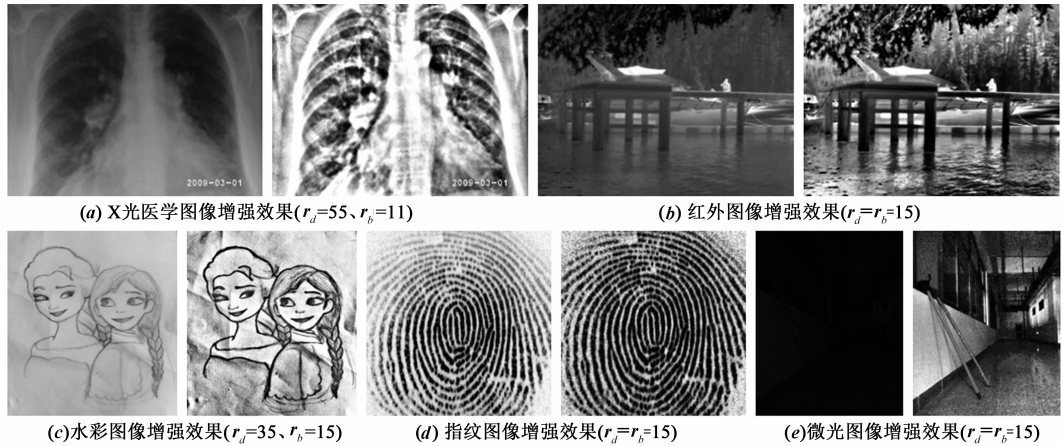 2009-03-01
2009-03-01
(a) X光医学图像增强效果(rd=55、rb=11)
(b) 红外图像增强效果(rd=rb=15)
(c)水彩图像增强效果(rd=35、rb=15)
(d) 指纹图像增强效果(rd=rb=15)
(e)微光图像增强效果(rd=rb=15)